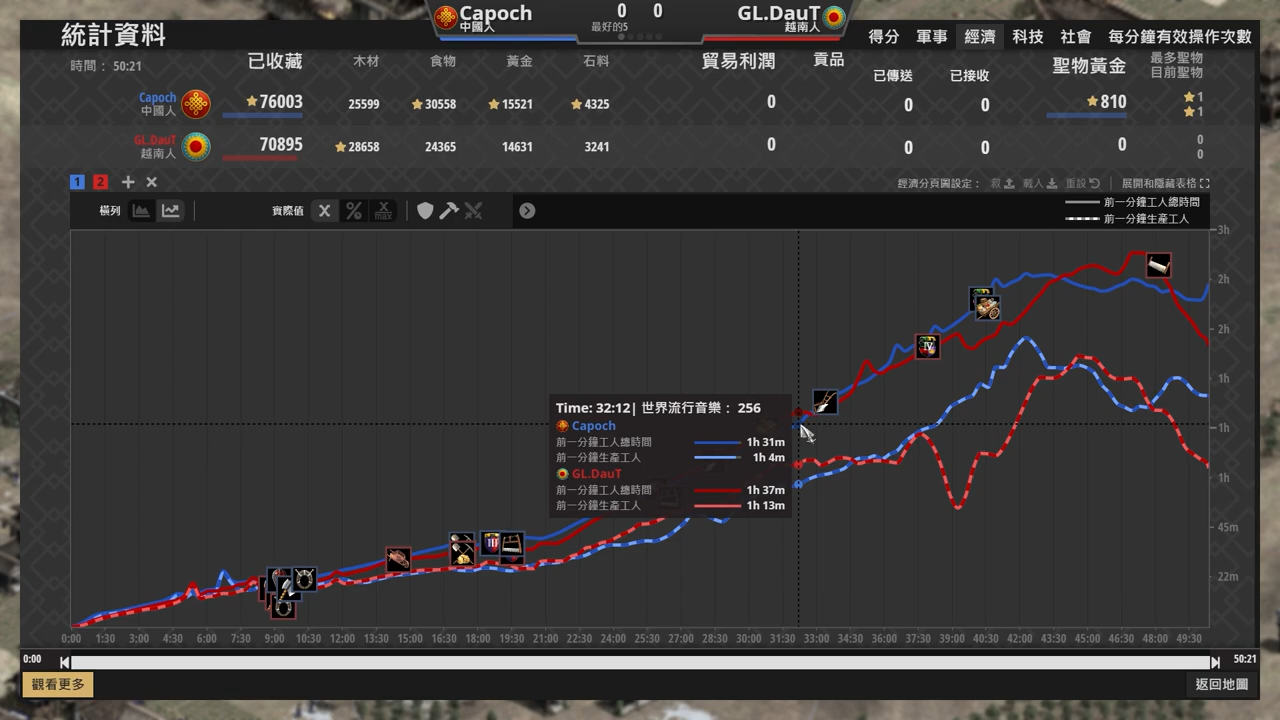 Capoch
中國人
0 0
最好的5
GL.DauT
越南人
統計資料
得分 軍事 經濟 科技 社會 每分鐘有效操作次數
時間： 50:21
已收藏 木材 食物 黃金 石料 貿易利潤 貢品 已傳送 已接收 聖物黃金 最多聖物
目前聖物
Capoch
中國人
76003 25599 30558 15521 4325 0 0 0 810 1
1
GL.DauT
越南人
70895 28658 24365 14631 3241 0 0 0 0 0
0
1 2 + ×
經濟分頁圖設定： 載入 重設 | 展開和隱藏表格
橫列 實際值 X % X
max
前一分鐘工人總時間
前一分鐘生產工人
3h
2h
2h
1h
1h
1h
45m
22m
IV
Time: 32:12| 世界流行音樂： 256
Capoch
前一分鐘工人總時間 1h 31m
前一分鐘生產工人 1h 4m
GL.DauT
前一分鐘工人總時間 1h 37m
前一分鐘生產工人 1h 13m
0:00 1:30 3:00 4:30 6:00 7:30 9:00 10:30 12:00 13:30 15:00 16:30 18:00 19:30 21:00 22:30 24:00 25:30 27:00 28:30 30:00 31:30 33:00 34:30 36:00 37:30 39:00 40:30 42:00 43:30 45:00 46:30 48:00 49:30
0:00 50:21
觀看更多 返回地圖